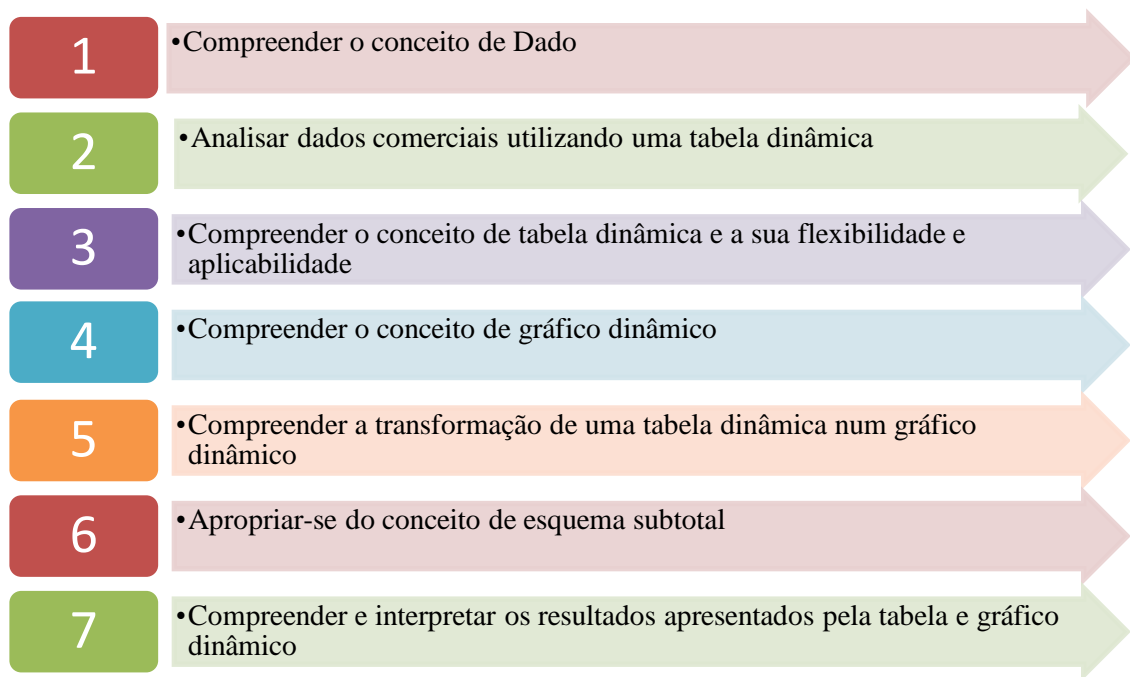 1
•Compreender o conceito de Dado
2
•Analisar dados comerciais utilizando uma tabela dinâmica
3
•Compreender o conceito de tabela dinâmica e a sua flexibilidade e
aplicabilidade
4
•Compreender o conceito de gráfico dinâmico
5
•Compreender a transformação de uma tabela dinâmica num gráfico
dinâmico
6
•Apropriar-se do conceito de esquema subtotal
7
•Compreender e interpretar os resultados apresentados pela tabela e gráfico
dinâmico